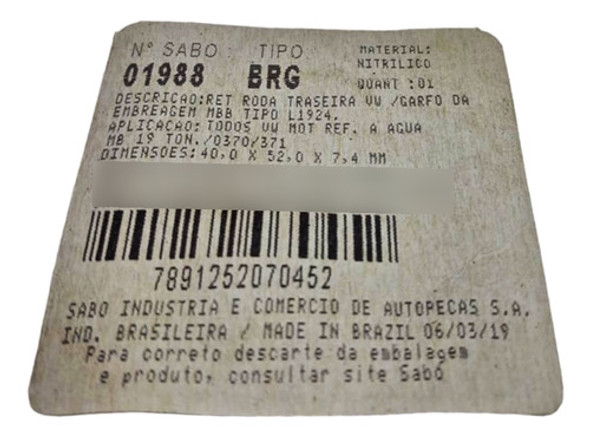 Nº SABO : TIPO MATERIAL:
01988 BRG NITRILICO
QUANT :01
DESCRICAO:RET RODA TRASEIRA VW /GARFO DA
EMBREAGEM MBB TIPO L1924.
APLICAÇAO: TODOS VW MOT REF. A AGUA
MB 19 TON./0370/371
DIMENSOES:40,0 X 52,0 X 7,4 MM
7891252070452
SABO INDUSTRIA E COMERCIO DE AUTOPECAS S.A.
IND. BRASILEIRA / MADE IN BRAZIL 06/03/19
Para correto descarte da embalagem
e produto, consultar site Sabó